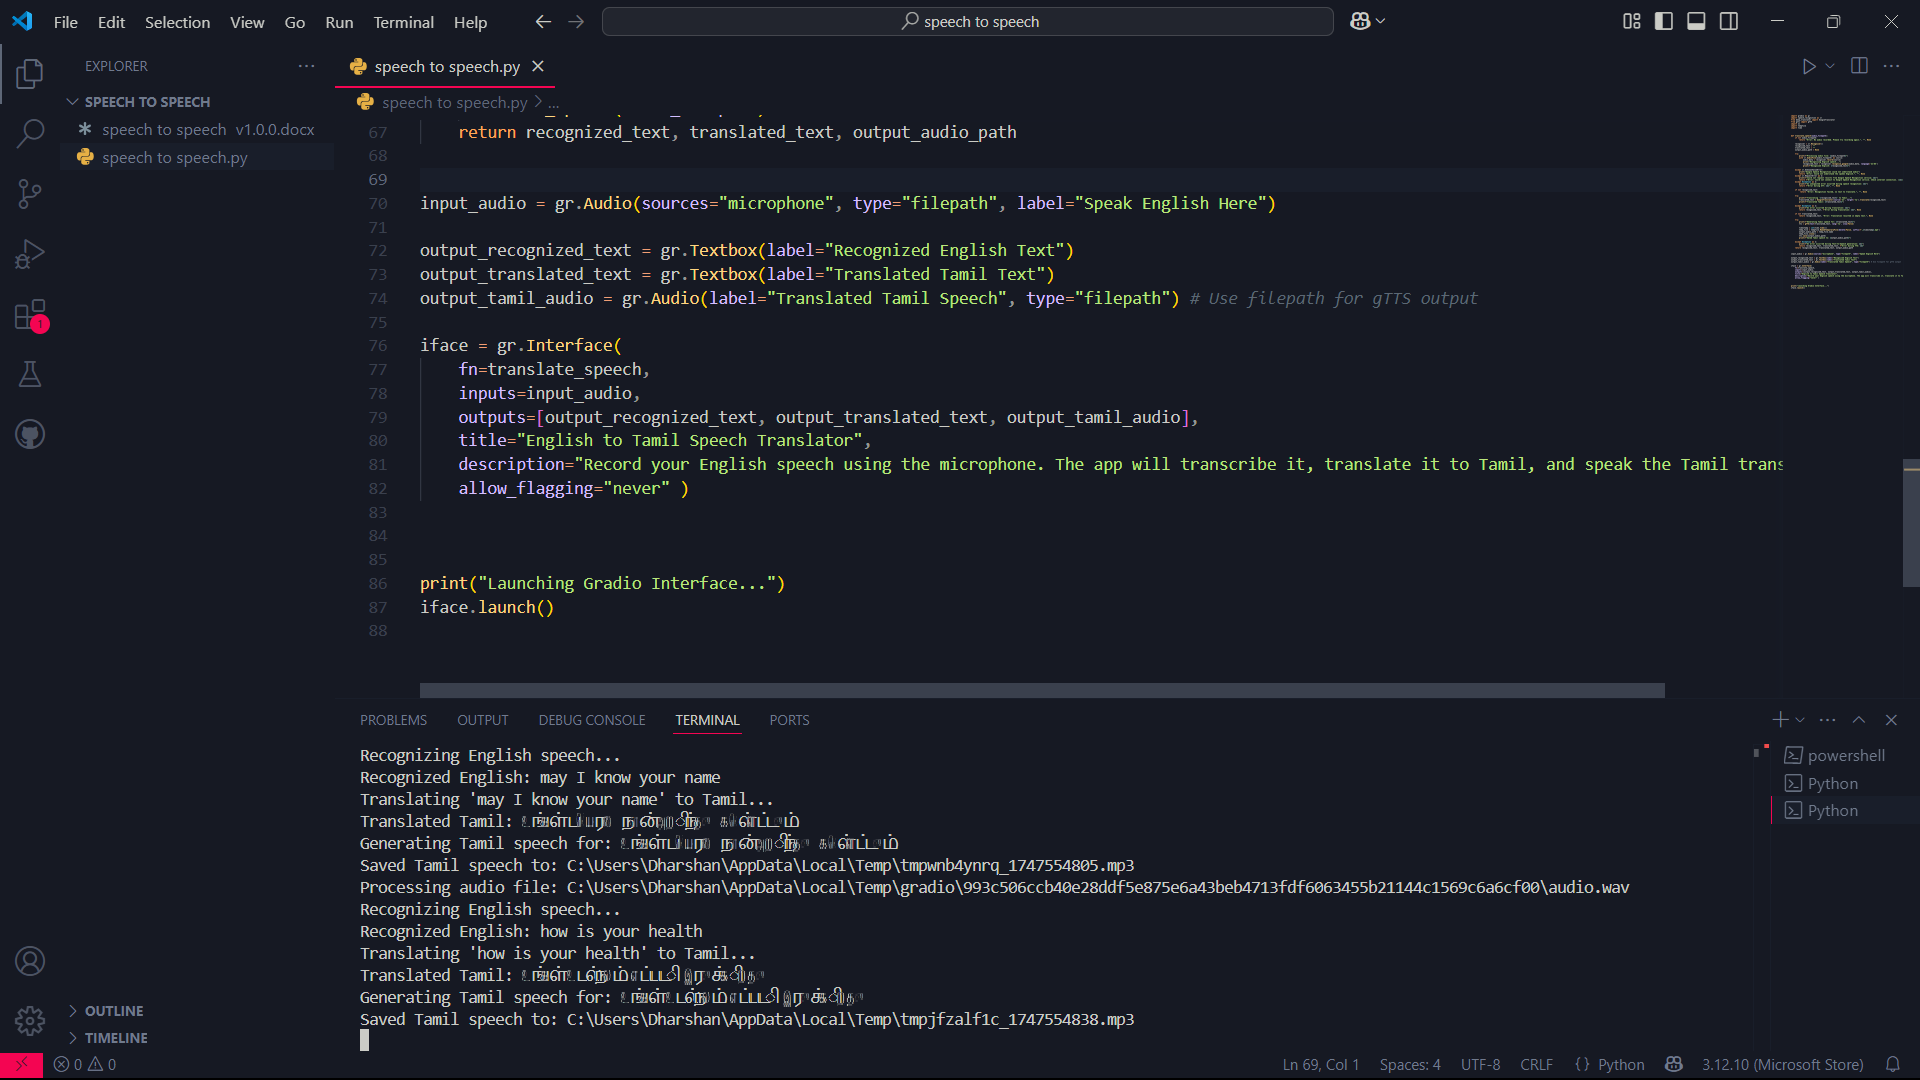 File Edit Selection View Go Run Terminal Help
speech to speech
EXPLORER
SPEECH TO SPEECH
speech to speech v1.0.0.docx
speech to speech.py
1
OUTLINE
TIMELINE
speech to speech.py
speech to speech.py > ...
67 return recognized_text, translated_text, output_audio_path
68
69
70 input_audio = gr.Audio(sources="microphone", type="filepath", label="Speak English Here")
71
72 output_recognized_text = gr.Textbox(label="Recognized English Text")
73 output_translated_text = gr.Textbox(label="Translated Tamil Text")
74 output_tamil_audio = gr.Audio(label="Translated Tamil Speech", type="filepath") # Use filepath for gTTS output
75
76 iface = gr.Interface(
77 fn=translate_speech,
78 inputs=input_audio,
79 outputs=[output_recognized_text, output_translated_text, output_tamil_audio],
80 title="English to Tamil Speech Translator",
81 description="Record your English speech using the microphone. The app will transcribe it, translate it to Tamil, and speak the Tamil trans
82 allow_flagging="never" )
83
84
85
86 print("Launching Gradio Interface...")
87 iface.launch()
88
PROBLEMS OUTPUT DEBUG CONSOLE TERMINAL PORTS
Recognizing English speech...
Recognized English: may I know your name
Translating 'may I know your name' to Tamil...
Translated Tamil:
Generating Tamil speech for:
Saved Tamil speech to: C:\Users\Dharshan\AppData\Local\Temp\tmpwnb4ynrq_1747554805.mp3
Processing audio file: C:\Users\Dharshan\AppData\Local\Temp\gradio\993c506ccb40e28ddf5e875e6a43beb4713fdf6063455b21144c1569c6a6cf00\audio.wav
Recognizing English speech...
Recognized English: how is your health
Translating 'how is your health' to Tamil...
Translated Tamil:
Generating Tamil speech for:
Saved Tamil speech to: C:\Users\Dharshan\AppData\Local\Temp\tmpjfzalf1c_1747554838.mp3
powershell
Python
Python
0 0 Ln 69, Col 1 Spaces: 4 UTF-8 CRLF {} Python 3.12.10 (Microsoft Store)